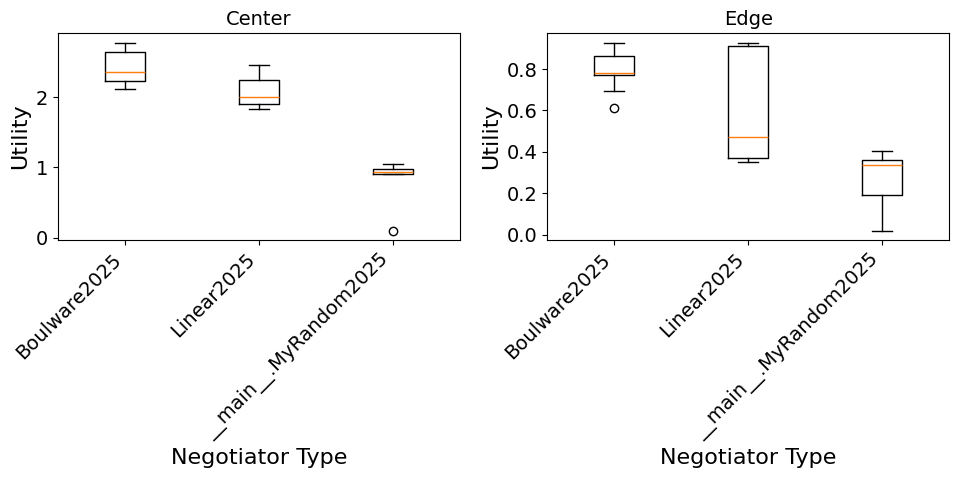 Center
Utility
2
1
0
Boulware2025
Linear2025
__main__.MyRandom2025
Negotiator Type
Edge
Utility
0.8
0.6
0.4
0.2
0.0
Boulware2025
Linear2025
__main__.MyRandom2025
Negotiator Type